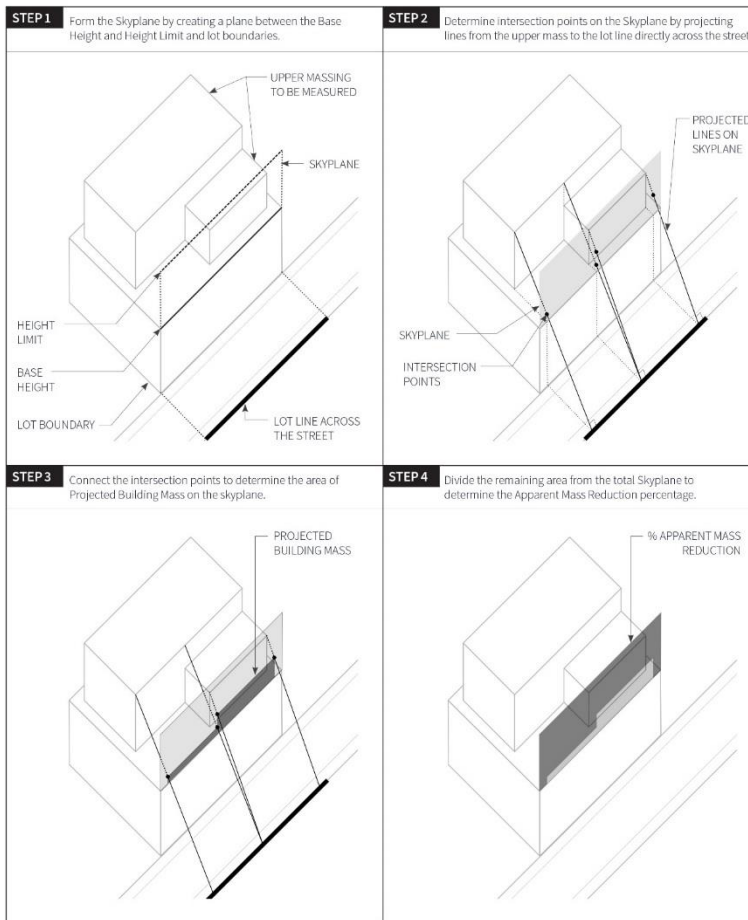 STEP 1
Form the Skyplane by creating a plane between the Base
Height and Height Limit and lot boundaries.
UPPER MASSING
TO BE MEASURED
SKYPLANE
HEIGHT
LIMIT
BASE
HEIGHT
LOT BOUNDARY
LOT LINE ACROSS
THE STREET
STEP 2
Determine intersection points on the Skyplane by projecting
lines from the upper mass to the lot line directly across the street
PROJECTED
LINES ON
SKYPLANE
SKYPLANE
INTERSECTION
POINTS
STEP 3
Connect the intersection points to determine the area of
Projected Building Mass on the skyplane.
PROJECTED
BUILDING MASS
STEP 4
Divide the remaining area from the total Skyplane to
determine the Apparent Mass Reduction percentage.
% APPARENT MASS
REDUCTION